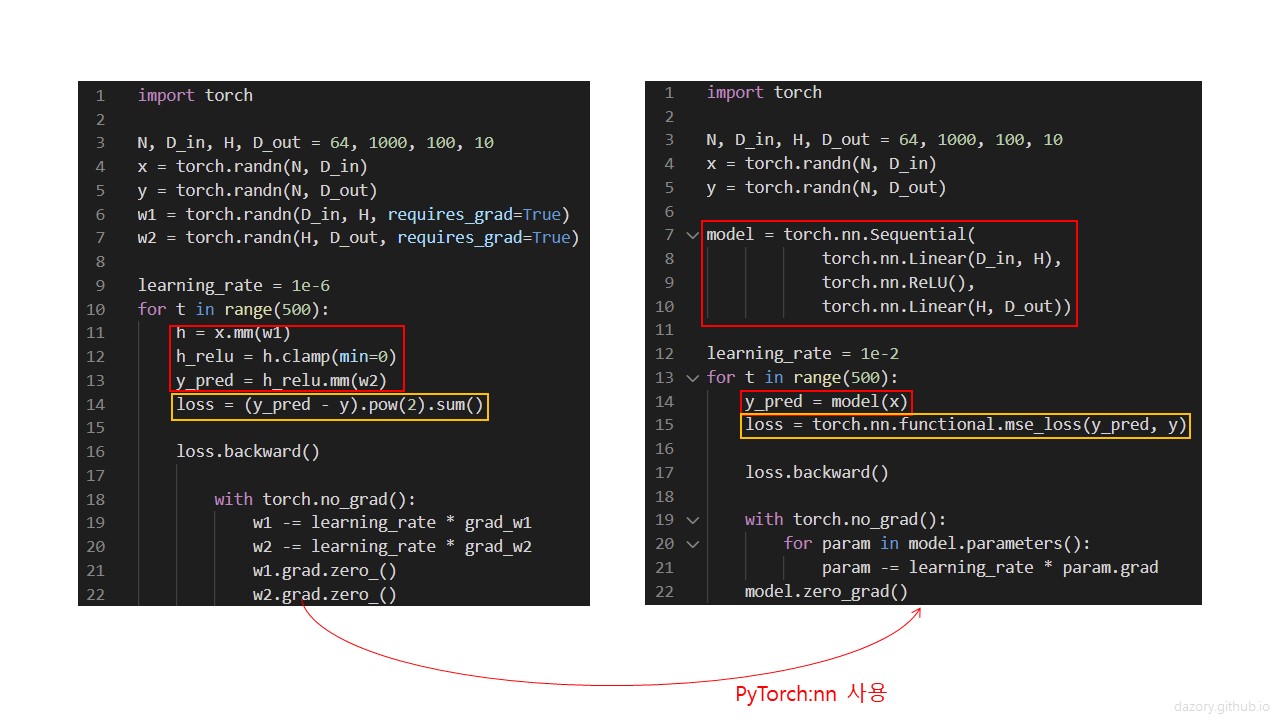 1 import torch
2
3 N, D_in, H, D_out = 64, 1000, 100, 10
4 x = torch.randn(N, D_in)
5 y = torch.randn(N, D_out)
6 w1 = torch.randn(D_in, H, requires_grad=True)
7 w2 = torch.randn(H, D_out, requires_grad=True)
8
9 learning_rate = 1e-6
10 for t in range(500):
11     h = x.mm(w1)
12     h_relu = h.clamp(min=0)
13     y_pred = h_relu.mm(w2)
14     loss = (y_pred - y).pow(2).sum()
15
16     loss.backward()
17
18         with torch.no_grad():
19             w1 -= learning_rate * grad_w1
20             w2 -= learning_rate * grad_w2
21             w1.grad.zero_()
22             w2.grad.zero_()
1 import torch
2
3 N, D_in, H, D_out = 64, 1000, 100, 10
4 x = torch.randn(N, D_in)
5 y = torch.randn(N, D_out)
6
7 model = torch.nn.Sequential(
8             torch.nn.Linear(D_in, H),
9             torch.nn.ReLU(),
10             torch.nn.Linear(H, D_out))
11
12 learning_rate = 1e-2
13 for t in range(500):
14     y_pred = model(x)
15     loss = torch.nn.functional.mse_loss(y_pred, y)
16
17     loss.backward()
18
19     with torch.no_grad():
20         for param in model.parameters():
21             param -= learning_rate * param.grad
22     model.zero_grad()
PyTorch:nn 사용
dazory.github.io